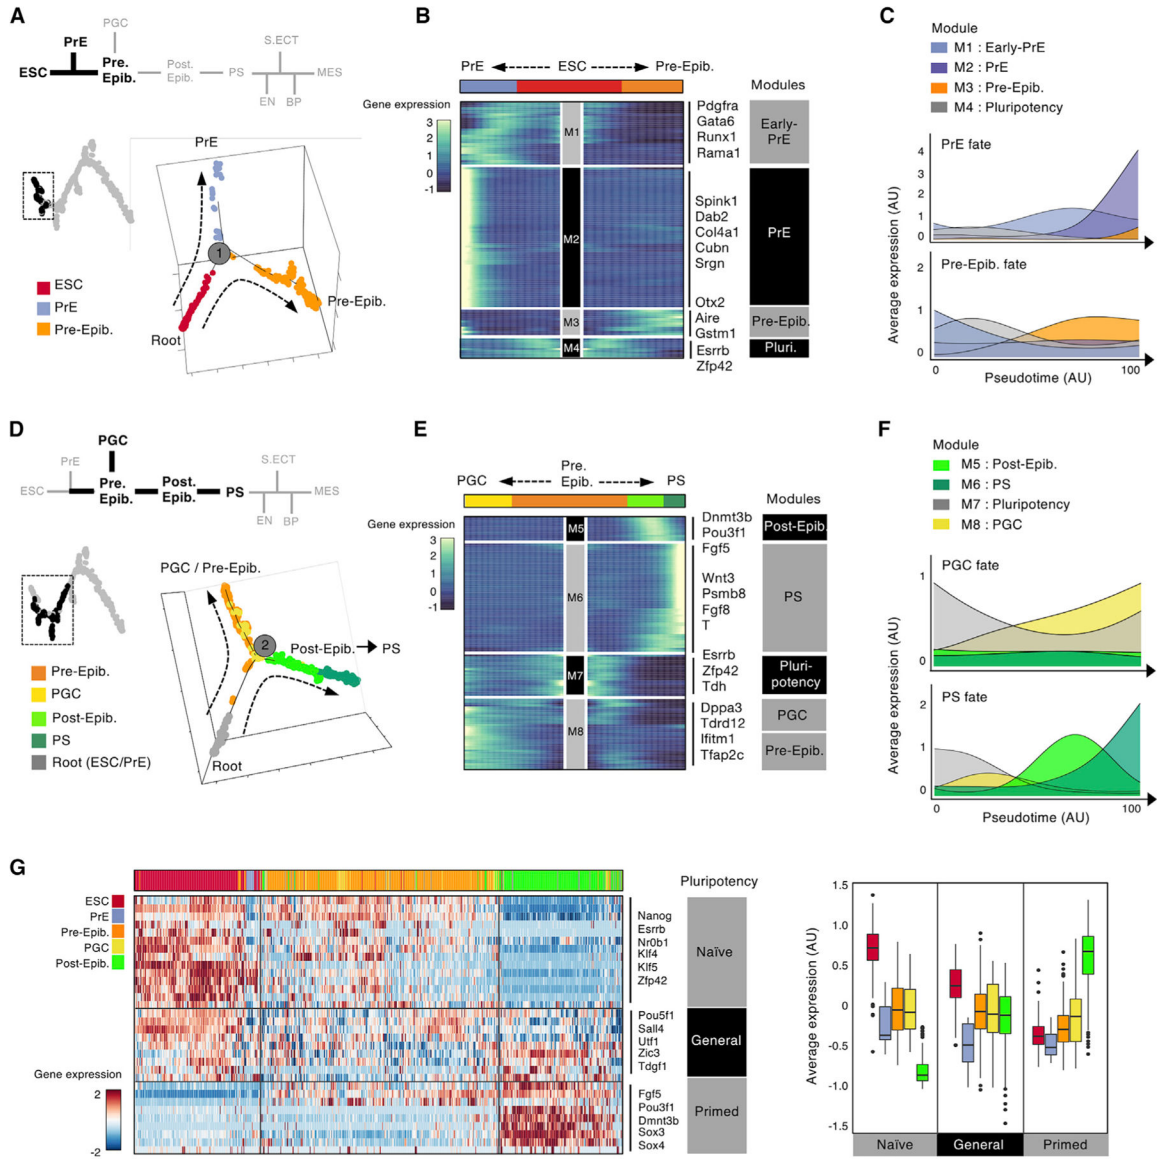 A
PGC
PrE
S.ECT
ESC
Pre.
Epib.
Post.
Epib.
PS
MES
EN
BP
PrE
1
ESC
PrE
Pre-Epib.
Pre-Epib.
Root
B
PrE
ESC
Pre-Epib.
Gene expression
3
2
1
0
-1
Modules
M1
M2
M3
M4
Pdgfra
Gata6
Runx1
Rama1
Spink1
Dab2
Col4a1
Cubn
Srgn
Otx2
Aire
Gstm1
Esrrb
Zfp42
Early-
PrE
PrE
Pre-Epib.
Pluri.
C
Module
M1 : Early-PrE
M2 : PrE
M3 : Pre-Epib.
M4 : Pluripotency
PrE fate
4
3
2
1
0
Pre-Epib. fate
2
1
0
Average expression (AU)
0
100
Pseudotime (AU)
D
PGC
PrE
S.ECT
ESC
Pre.
Epib.
Post.
Epib.
PS
MES
EN
BP
PGC / Pre-Epib.
2
Post-Epib.
PS
Pre-Epib.
PGC
Post-Epib.
PS
Root (ESC/PrE)
Root
E
PGC
Pre.
Epib.
PS
Gene expression
3
2
1
0
-1
Modules
M5
M6
M7
M8
Dnmt3b
Pou3f1
Fgf5
Wnt3
Psmb8
Fgf8
T
Esrrb
Zfp42
Tdh
Dppa3
Tdrd12
Ifitm1
Tfap2c
Post-Epib.
PS
Pluri-
potency
PGC
Pre-Epib.
F
Module
M5 : Post-Epib.
M6 : PS
M7 : Pluripotency
M8 : PGC
PGC fate
1
0
PS fate
2
1
0
Average expression (AU)
0
100
Pseudotime (AU)
G
ESC
PrE
Pre-Epib.
PGC
Post-Epib.
Gene expression
2
-2
Pluripotency
Nanog
Esrrb
Nr0b1
Klf4
Klf5
Zfp42
Pou5f1
Sall4
Utf1
Zic3
Tdgf1
Fgf5
Pou3f1
Dmnt3b
Sox3
Sox4
Naïve
General
Primed
Average expression (AU)
1.5
1.0
0.5
0
-0.5
-1.0
-1.5
Naïve
General
Primed